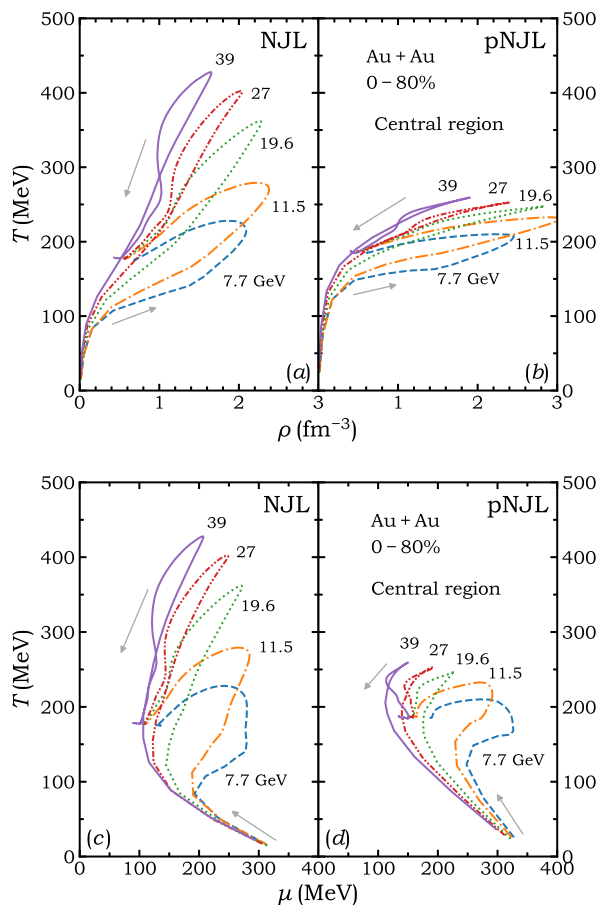 500 NJL pNJL 500
39 Au + Au
400 27 0 – 80% 400
19.6 Central region
300 300
11.5 39 27 19.6
T (MeV)
200 11.5 200
7.7 GeV 7.7 GeV
100 100
(a) (b)
0 0
0 1 2 3 1 2 3
ρ (fm⁻³)
500 NJL pNJL 500
39 Au + Au
400 27 0 – 80% 400
19.6 Central region
300 300
11.5 39 27 19.6 11.5
T (MeV)
200 200
7.7 GeV 7.7 GeV
100 100
(c) (d)
0 0
0 100 200 300 400 0 100 200 300 400
μ (MeV)